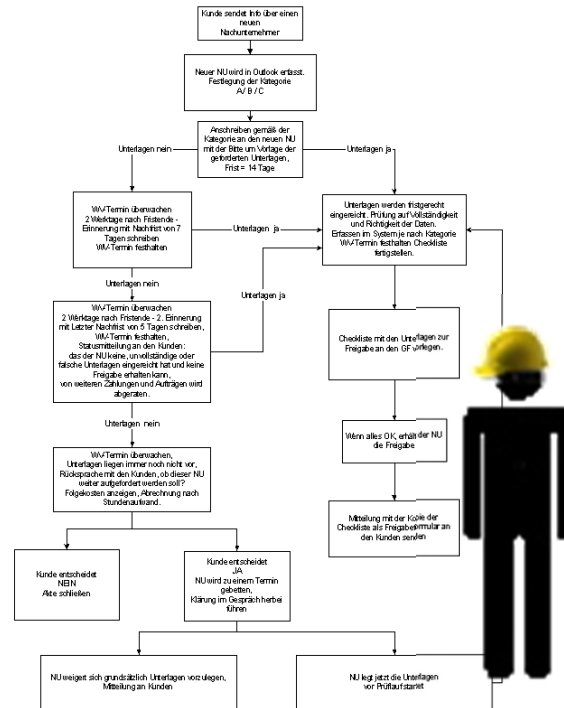 Kunde sendet Info über einen
neuen
Nachunternehmer
Neuer NU wird in Outlook erfasst.
Festlegung der Kategorie
A / B / C
Anschreiben gemäß der
Kategorie an den neuen NU
mit der Bitte um Vorlage der
geforderten Unterlagen,
Frist = 14 Tage
Unterlagen nein
Unterlagen ja
WV-Termin überwachen
2 Werktage nach Fristende -
Erinnerung mit Nachfrist von 7
Tagen schreiben
WV-Termin festhalten
Unterlagen ja
Unterlagen werden fristgerecht
eingereicht. Prüfung auf Vollständigkeit
und Richtigkeit der Daten.
Erfassen im System je nach Kategorie
WV-Termin festhalten Checkliste
fertigstellen.
Unterlagen nein
WV-Termin überwachen
2 Werktage nach Fristende - 2. Erinnerung
mit Letzter Nachfrist von 5 Tagen schreiben,
WV-Termin festhalten,
Statusmitteilung an den Kunden:
das der NU keine, unvollständige oder
falsche Unterlagen eingereicht hat und keine
Freigabe erhalten kann,
von weiteren Zahlungen und Aufträgen wird
abgeraten.
Unterlagen ja
Checkliste mit den Unterlagen zur
Freigabe an den GF
Unterlagen nein
WV-Termin überwachen,
Unterlagen liegen immer noch nicht vor,
Rücksprache mit den Kunden, ob dieser NU
weiter aufgefordert werden soll?
Folgekosten anzeigen, Abrechnung nach
Stundenaufwand.
Wenn alles OK, erhält der NU
die Freigabe
Mitteilung mit der Kopie der
Checkliste als Freigabeformular an
den Kunden senden
Kunde entscheidet
NEIN
Akte schließen
Kunde entscheidet
JA
NU wird zu einem Termin
gebetten,
Klärung im Gespräch herbei
führen
NU weigert sich grundsätzlich Unterlagen vorzulegen,
Mitteilung an Kunden
NU legt jetzt die Unterlagen
vor Prüflauf startet